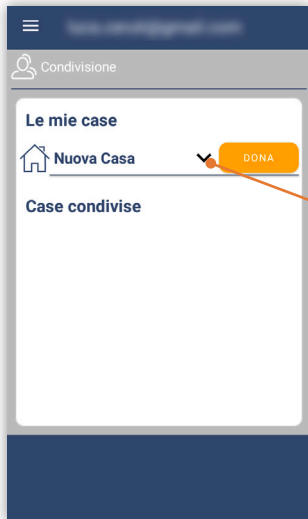 Condivisione
Le mie case
Nuova Casa
DONA
Case condivise